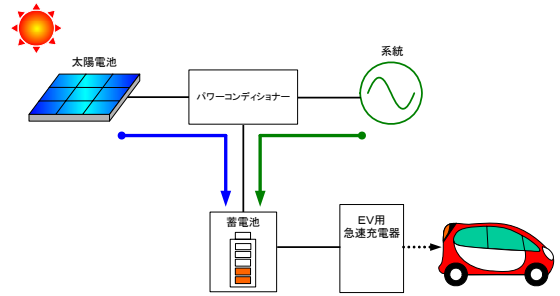 太陽電池
パワーコンディショナー
系統
蓄電池
EV用
急速充電器